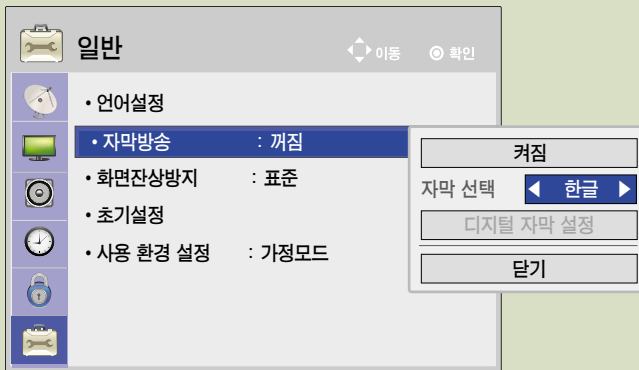 일반
이동 확인
• 언어설정
• 자막방송 : 꺼짐
• 화면잔상방지 : 표준
• 초기설정
• 사용 환경 설정 : 가정모드
켜짐
자막 선택 ◀ 한글 ▶
디지털 자막 설정
닫기